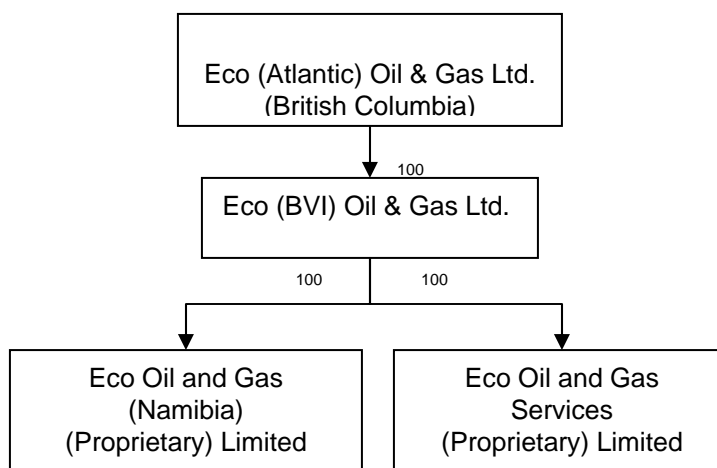 Eco (Atlantic) Oil & Gas Ltd.
(British Columbia)
100
Eco (BVI) Oil & Gas Ltd.
100
100
Eco Oil and Gas
(Namibia)
(Proprietary) Limited
Eco Oil and Gas
Services
(Proprietary) Limited